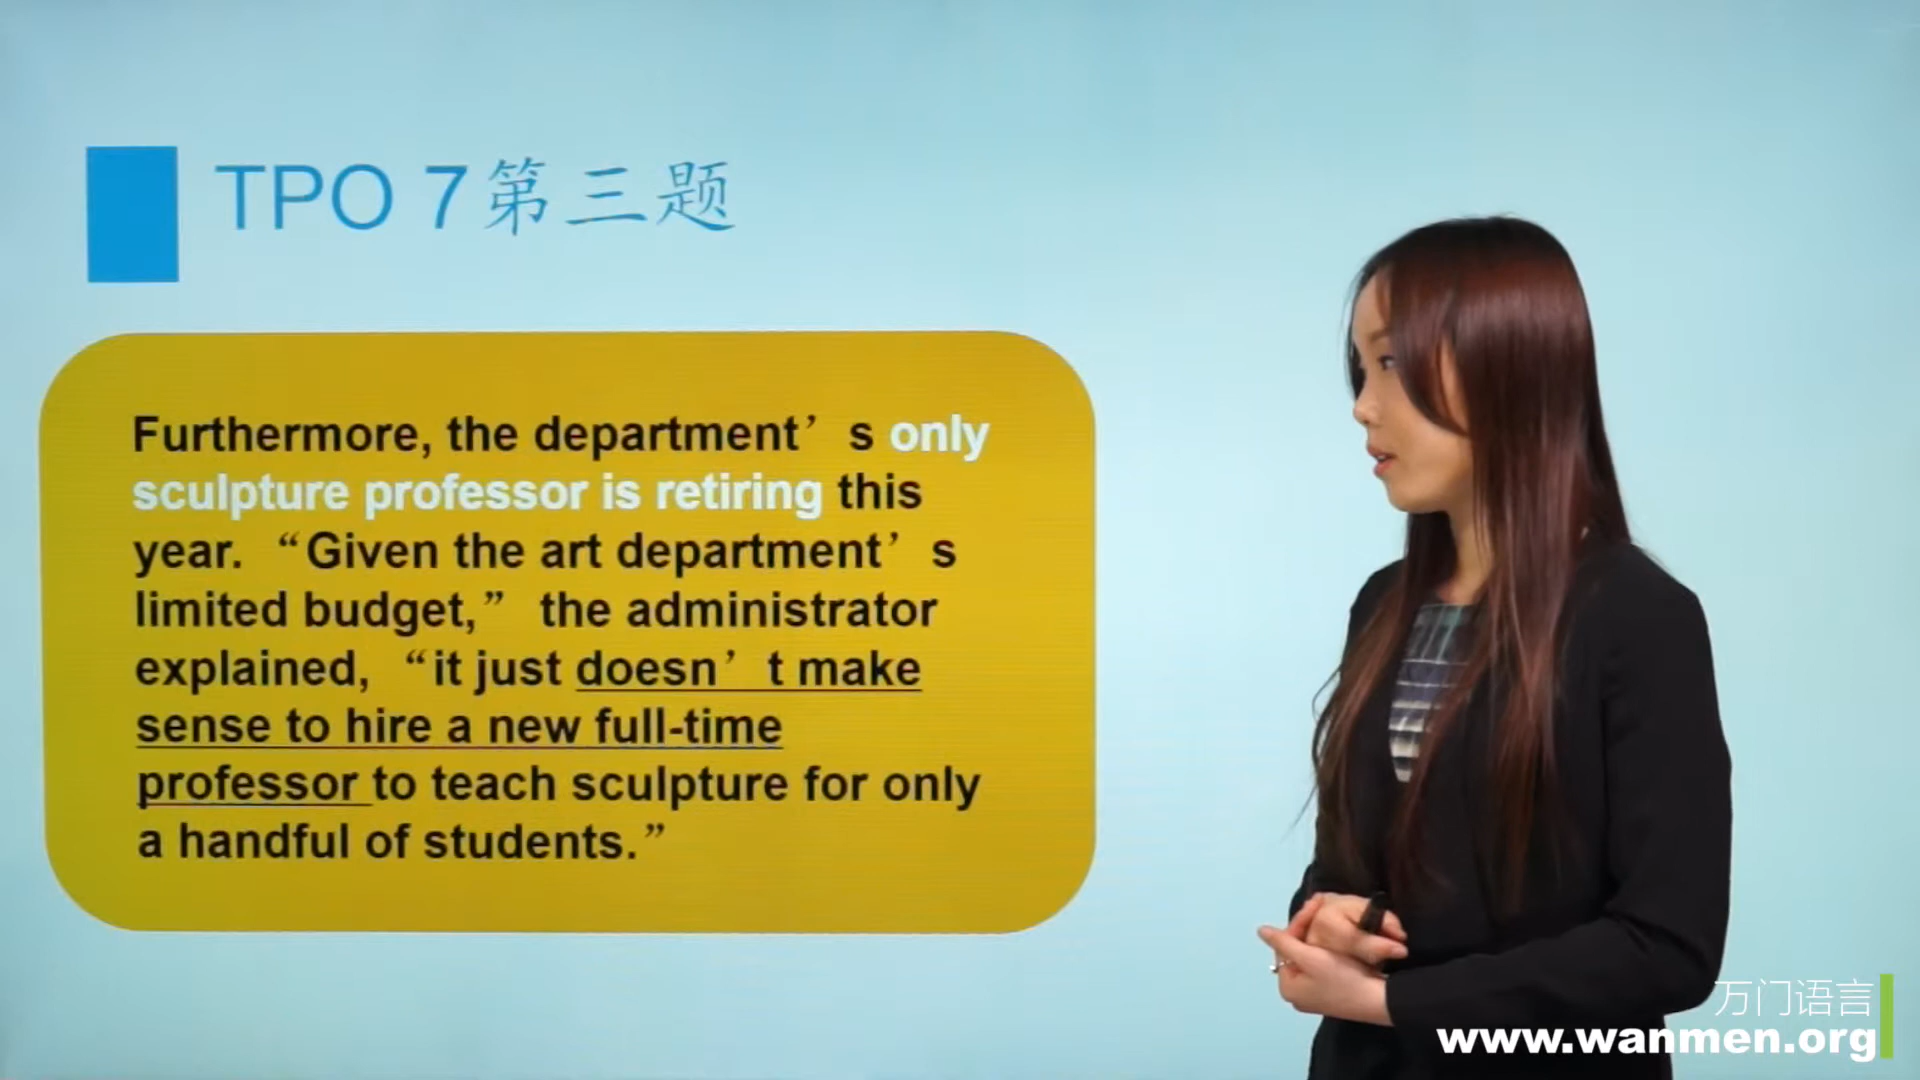 TPO 7第三题
Furthermore, the department’s only
sculpture professor is retiring this
year. “Given the art department’s
limited budget,” the administrator
explained, “it just doesn’t make
sense to hire a new full-time
professor to teach sculpture for only
a handful of students.”
万门语言
www.wanmen.org